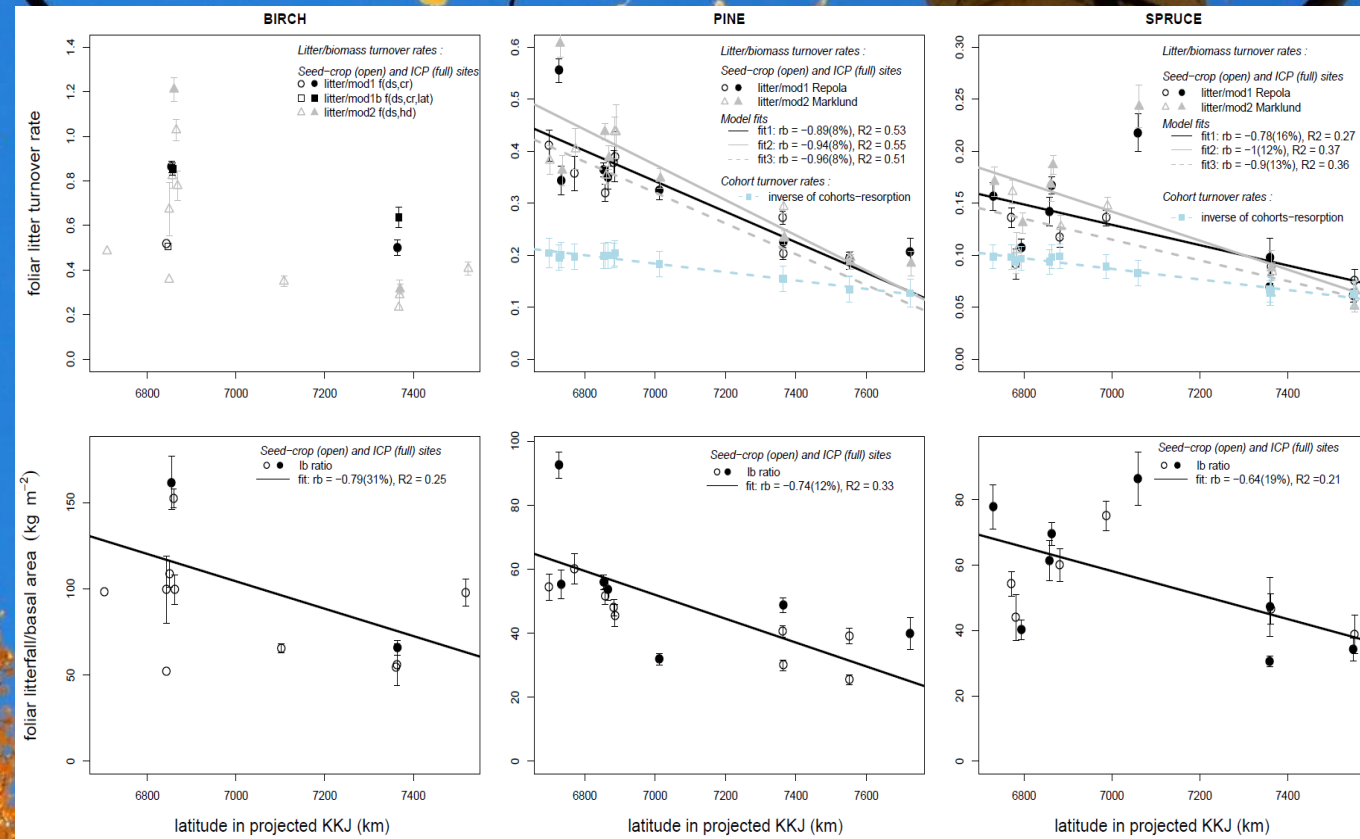 BIRCH
foliar litter turnover rate
1.4
1.2
1.0
0.8
0.6
0.4
0.2
0.0
Litter/biomass turnover rates :
Seed−crop (open) and ICP (full) sites
litter/mod1 f(ds,cr)
litter/mod1b f(ds,cr,lat)
litter/mod2 f(ds,hd)
6800 7000 7200 7400
PINE
0.6
0.5
0.4
0.3
0.2
0.1
0.0
Litter/biomass turnover rates :
Seed−crop (open) and ICP (full) sites
litter/mod1 Repola
litter/mod2 Marklund
Model fits
fit1: rb = −0.89(8%), R2 = 0.53
fit2: rb = −0.94(8%), R2 = 0.55
fit3: rb = −0.96(8%), R2 = 0.51
Cohort turnover rates :
inverse of cohorts−resorption
6800 7000 7200 7400 7600
SPRUCE
0.30
0.25
0.20
0.15
0.10
0.05
0.00
Litter/biomass turnover rates :
Seed−crop (open) and ICP (full) sites
litter/mod1 Repola
litter/mod2 Marklund
Model fits
fit1: rb = −0.78(16%), R2 = 0.27
fit2: rb = −1(12%), R2 = 0.37
fit3: rb = −0.9(13%), R2 = 0.36
Cohort turnover rates :
inverse of cohorts−resorption
6800 7000 7200 7400
foliar litterfall/basal area (kg m⁻²)
150
100
50
0
Seed−crop (open) and ICP (full) sites
lb ratio
fit: rb = −0.79(31%), R2 = 0.25
6800 7000 7200 7400
latitude in projected KKJ (km)
100
80
60
40
20
0
Seed−crop (open) and ICP (full) sites
lb ratio
fit: rb = −0.74(12%), R2 = 0.33
6800 7000 7200 7400 7600
latitude in projected KKJ (km)
80
60
40
20
0
Seed−crop (open) and ICP (full) sites
lb ratio
fit: rb = −0.64(19%), R2 =0.21
6800 7000 7200 7400
latitude in projected KKJ (km)